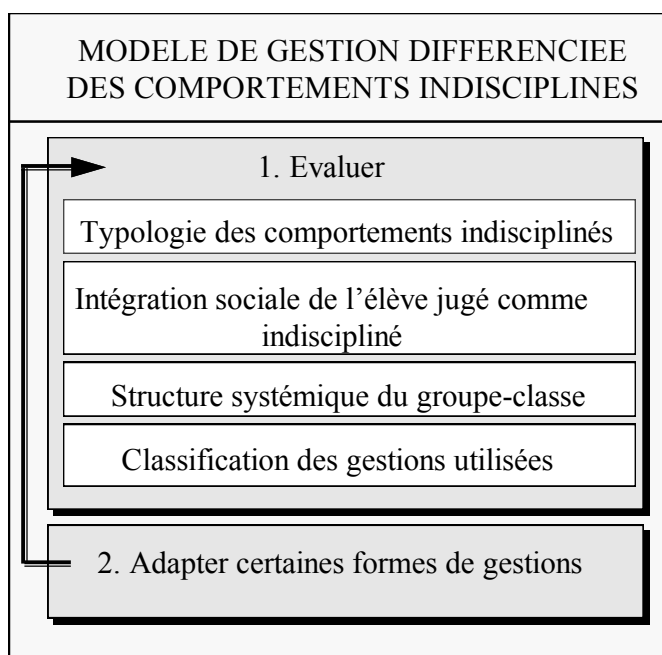 MODELE DE GESTION DIFFERENCIEE
DES COMPORTEMENTS INDISCIPLINES
1. Evaluer
Typologie des comportements indisciplinés
Intégration sociale de l’élève jugé comme
indiscipliné
Structure systémique du groupe-classe
Classification des gestions utilisées
2. Adapter certaines formes de gestions